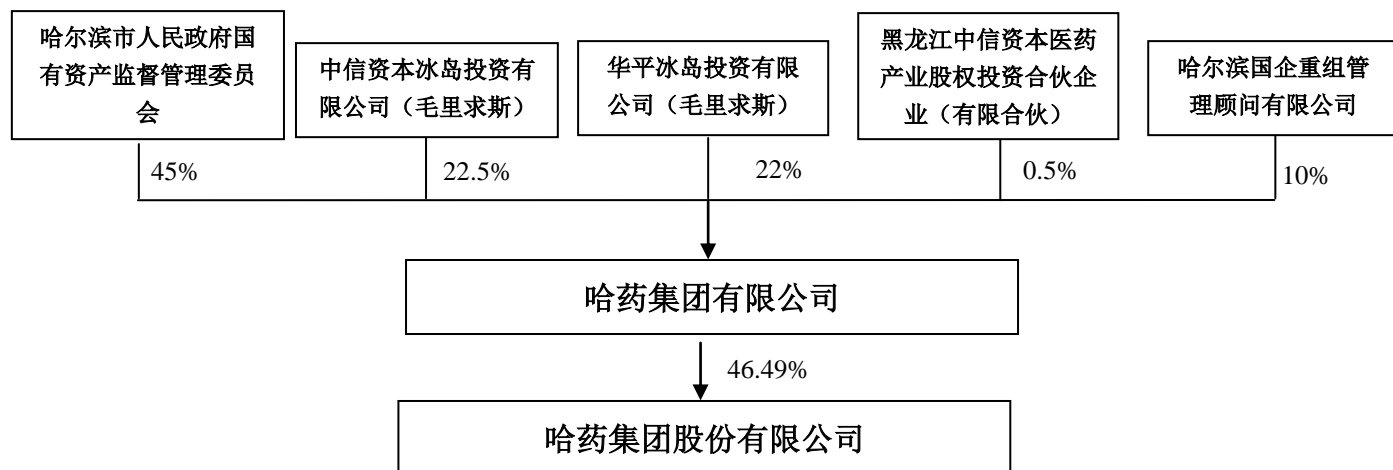 哈尔滨市人民政府国
有资产监督管理委员
会
中信资本冰岛投资有
限公司（毛里求斯）
华平冰岛投资有限
公司（毛里求斯）
黑龙江中信资本医药
产业股权投资合伙企
业（有限合伙）
哈尔滨国企重组管
理顾问有限公司
45%
22.5%
22%
0.5%
10%
哈药集团有限公司
46.49%
哈药集团股份有限公司